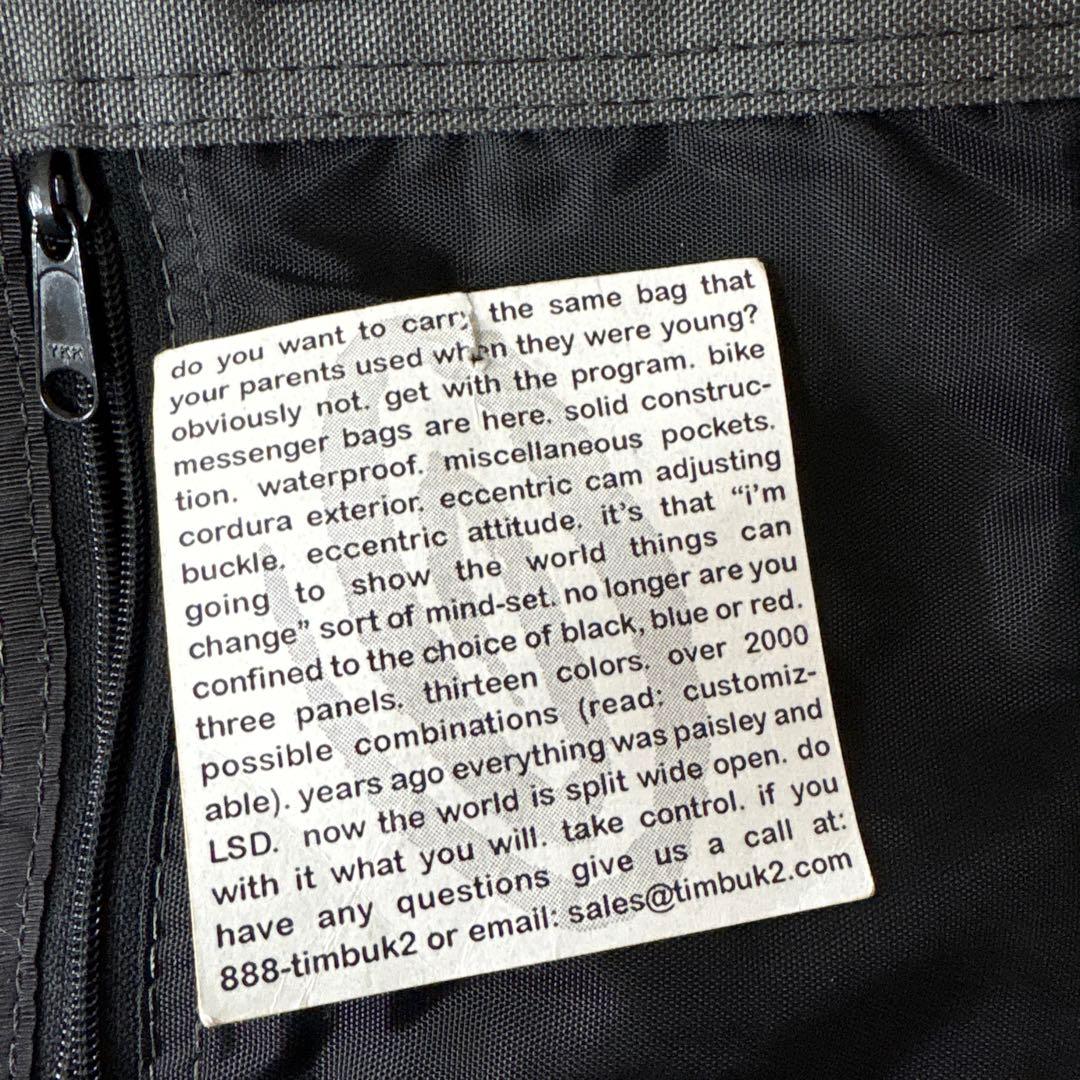 YKK
do you want to carry the same bag that
your parents used when they were young?
obviously not. get with the program. bike
messenger bags are here. solid construc-
tion. waterproof. miscellaneous pockets.
cordura exterior. eccentric cam adjusting
buckle. eccentric attitude. it's that “i'm
going to show the world things can
change” sort of mind-set. no longer are you
confined to the choice of black, blue or red.
three panels. thirteen colors. over 2000
possible combinations (read: customiz-
able). years ago everything was paisley and
LSD. now the world is split wide open. do
with it what you will. take control. if you
have any questions give us a call at:
888-timbuk2 or email: sales@timbuk2.com